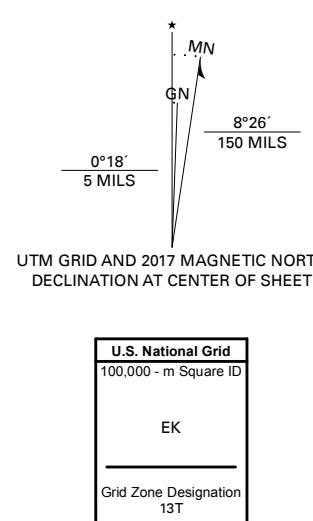 ★
MN
GN
8°26´
150 MILS
0°18´
5 MILS
UTM GRID AND 2017 MAGNETIC NORT
DECLINATION AT CENTER OF SHEET
U.S. National Grid
100,000 - m Square ID
EK
Grid Zone Designation
13T